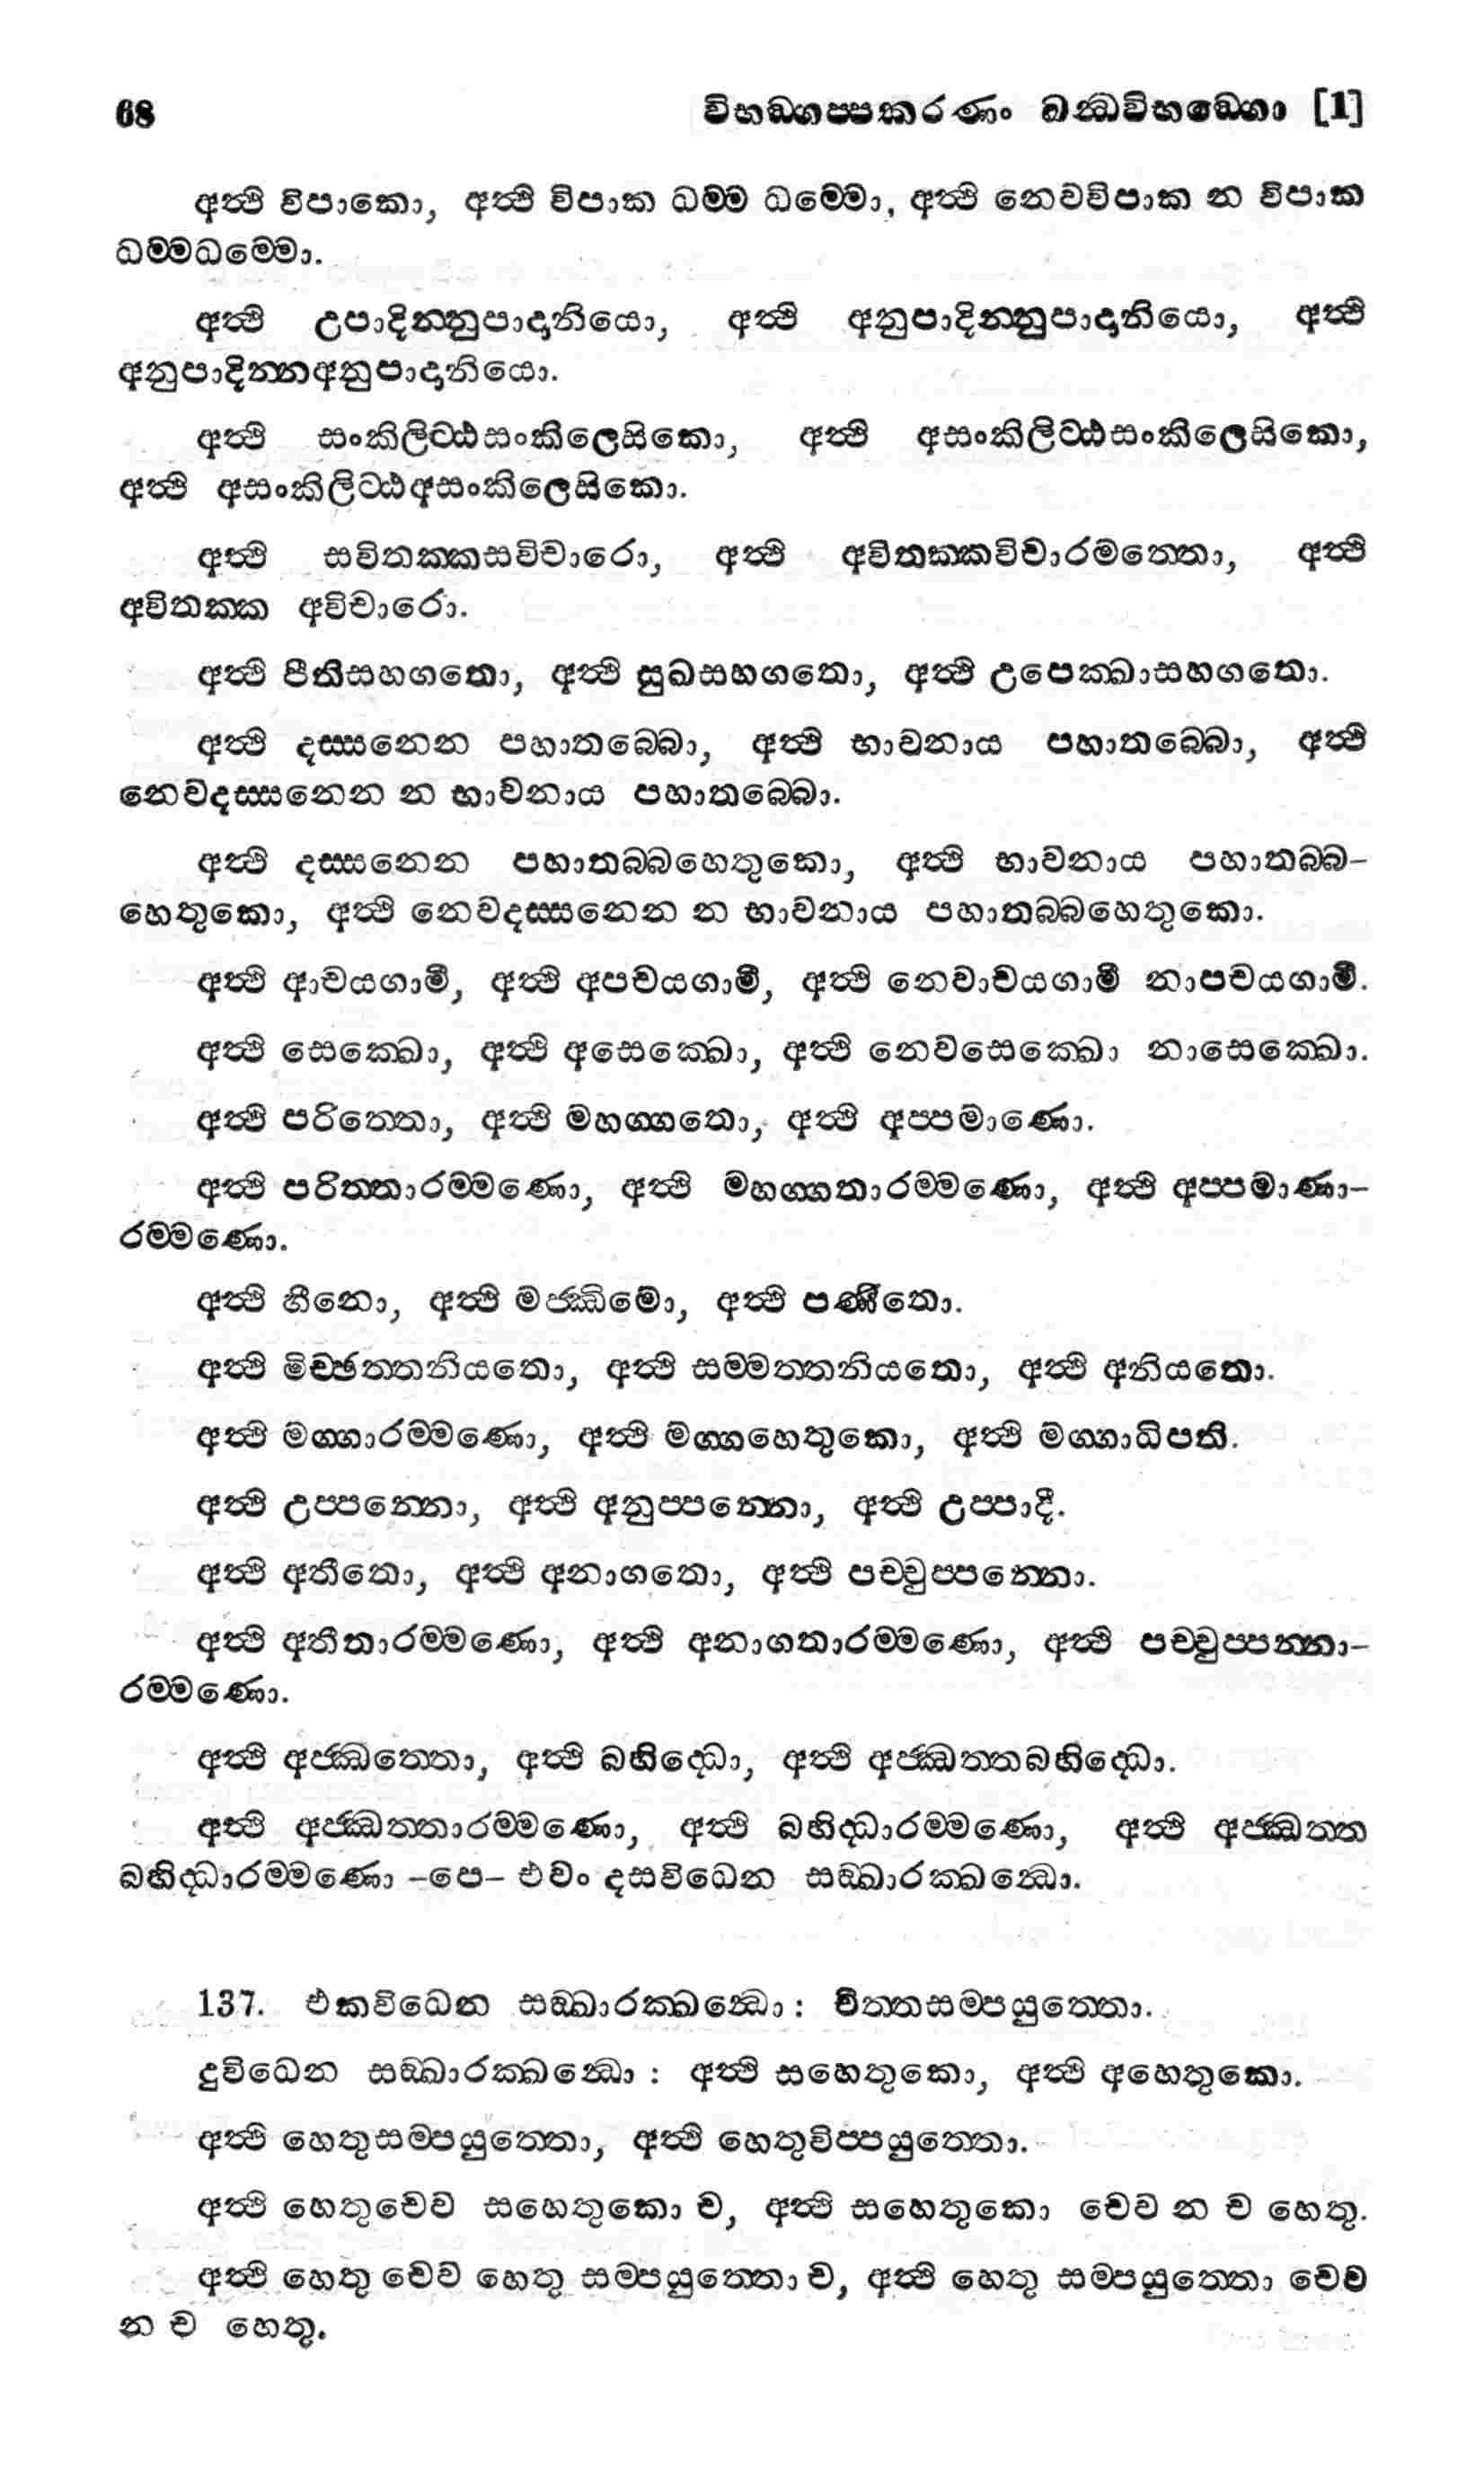 68 විභඞ්ගප්පකරණං ඛන්ධවිභඞ්ගො [1]
අත්ථි විපාකො, අත්ථි විපාක ධම්ම ධම්මො, අත්ථි නෙවවිපාක න විපාක
ධම්මධම්මො.
අත්ථි උපාදින්නුපාදානියො, අත්ථි අනුපාදින්නුපාදානියො, අත්ථි
අනුපාදින්නඅනුපාදානියො.
අත්ථි සංකිලිට්ඨසංකිලෙසිකො, අත්ථි අසංකිලිට්ඨසංකිලෙසිකො,
අත්ථි අසංකිලිට්ඨඅසංකිලෙසිකො.
අත්ථි සවිතක්කසවිචාරො, අත්ථි අවිතක්කවිචාරමත්තො, අත්ථි
අවිතක්ක අවිචාරො.
අත්ථි පීතිසහගතො, අත්ථි සුඛසහගතො, අත්ථි උපෙක්ඛාසහගතො.
අත්ථි දස්සනෙන පහාතබ්බො, අත්ථි භාවනාය පහාතබ්බො, අත්ථි
නෙවදස්සනෙන න භාවනාය පහාතබ්බො.
අත්ථි දස්සනෙන පහාතබ්බහෙතුකො, අත්ථි භාවනාය පහාතබ්බ-
හෙතුකො, අත්ථි නෙවදස්සනෙන න භාවනාය පහාතබ්බහෙතුකො.
අත්ථි ආචයගාමී, අත්ථි අපචයගාමී, අත්ථි නෙවාචයගාමී නාපචයගාමී.
අත්ථි සෙක්ඛො, අත්ථි අසෙක්ඛො, අත්ථි නෙවසෙක්ඛො නාසෙක්ඛො.
අත්ථි පරිත්තො, අත්ථි මහග්ගතො, අත්ථි අප්පමාණො.
අත්ථි පරිත්තාරම්මණො, අත්ථි මහග්ගතාරම්මණො, අත්ථි අප්පමාණා-
රම්මණො.
අත්ථි හීනො, අත්ථි මජ්ඣිමො, අත්ථි පණීතො.
අත්ථි මිච්ඡත්තනියතො, අත්ථි සම්මත්තනියතො, අත්ථි අනියතො.
අත්ථි මග්ගාරම්මණො, අත්ථි මග්ගහෙතුකො, අත්ථි මග්ගාධිපති.
අත්ථි උප්පන්නො, අත්ථි අනුප්පන්නො, අත්ථි උප්පාදී.
අත්ථි අතීතො, අත්ථි අනාගතො, අත්ථි පච්චුප්පන්නො.
අත්ථි අතීතාරම්මණො, අත්ථි අනාගතාරම්මණො, අත්ථි පච්චුප්පන්නා-
රම්මණො.
අත්ථි අජ්ඣත්තො, අත්ථි බහිද්ධො, අත්ථි අජ්ඣත්තබහිද්ධො.
අත්ථි අජ්ඣත්තාරම්මණො, අත්ථි බහිද්ධාරම්මණො, අත්ථි අජ්ඣත්ත
බහිද්ධාරම්මණො -පෙ- එවං දසවිධෙන සඞ්ඛාරක්ඛන්ධො.
137. එකවිධෙන සඞ්ඛාරක්ඛන්ධො : චිත්තසම්පයුත්තො.
දුවිධෙන සඞ්ඛාරක්ඛන්ධො : අත්ථි සහෙතුකො, අත්ථි අහෙතුකො.
අත්ථි හෙතුසම්පයුත්තො, අත්ථි හෙතුවිප්පයුත්තො.
අත්ථි හෙතුචෙව සහෙතුකො ච, අත්ථි සහෙතුකො චෙව න ච හෙතු.
අත්ථි හෙතු චෙව හෙතු සම්පයුත්තො ච, අත්ථි හෙතු සම්පයුත්තො චෙව
න ච හෙතු.